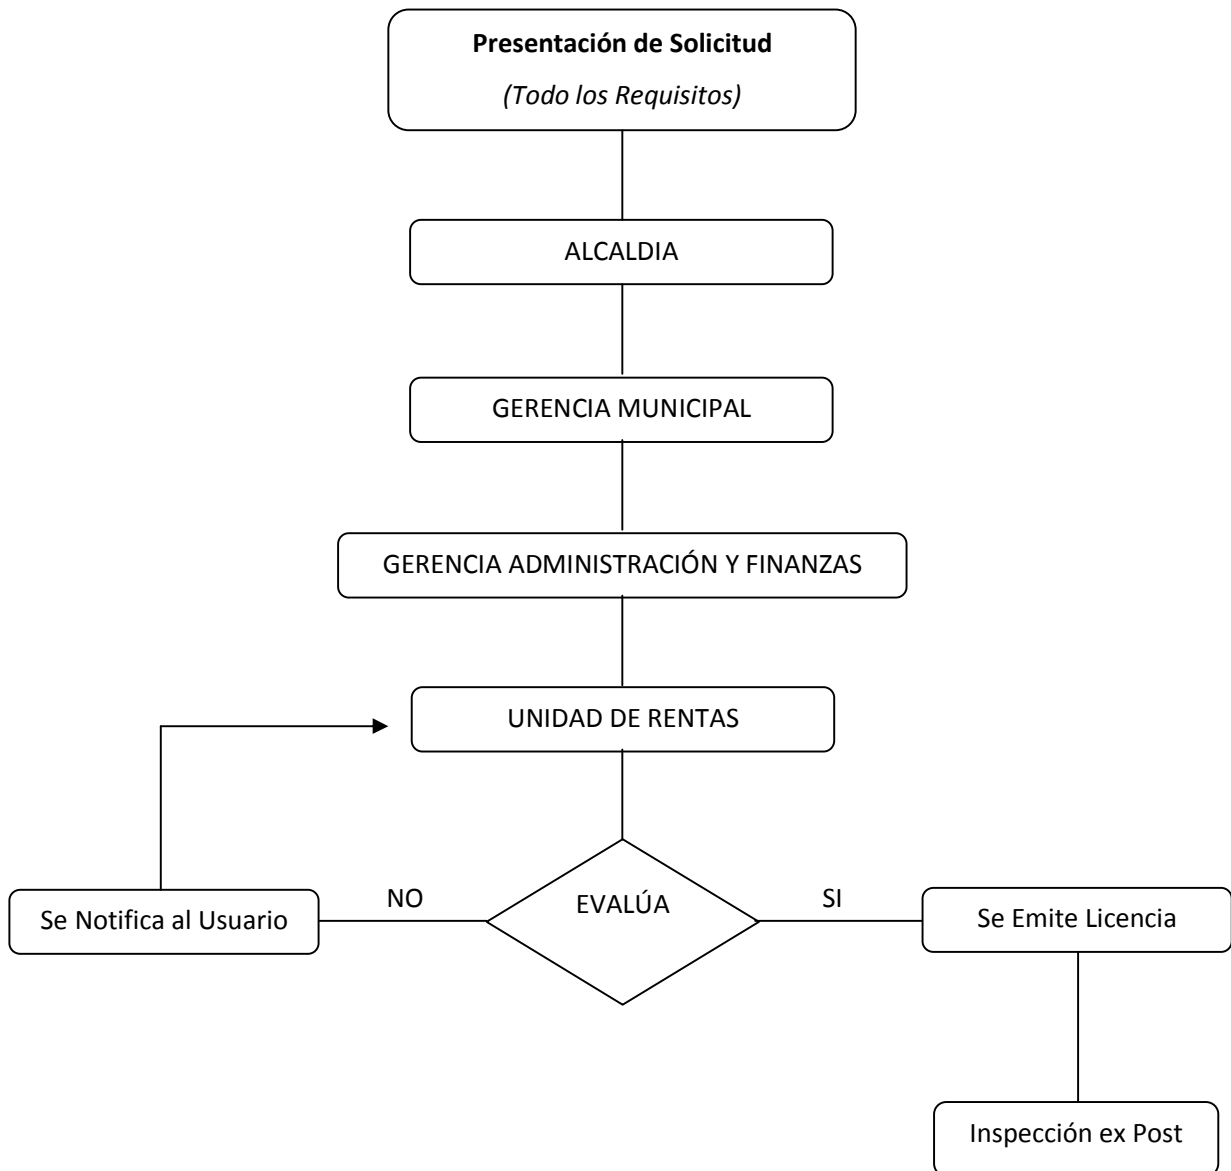 Presentación de Solicitud
(Todo los Requisitos)
ALCALDIA
GERENCIA MUNICIPAL
GERENCIA ADMINISTRACIÓN Y FINANZAS
UNIDAD DE RENTAS
Se Notifica al Usuario
NO
EVALÚA
SI
Se Emite Licencia
Inspección ex Post